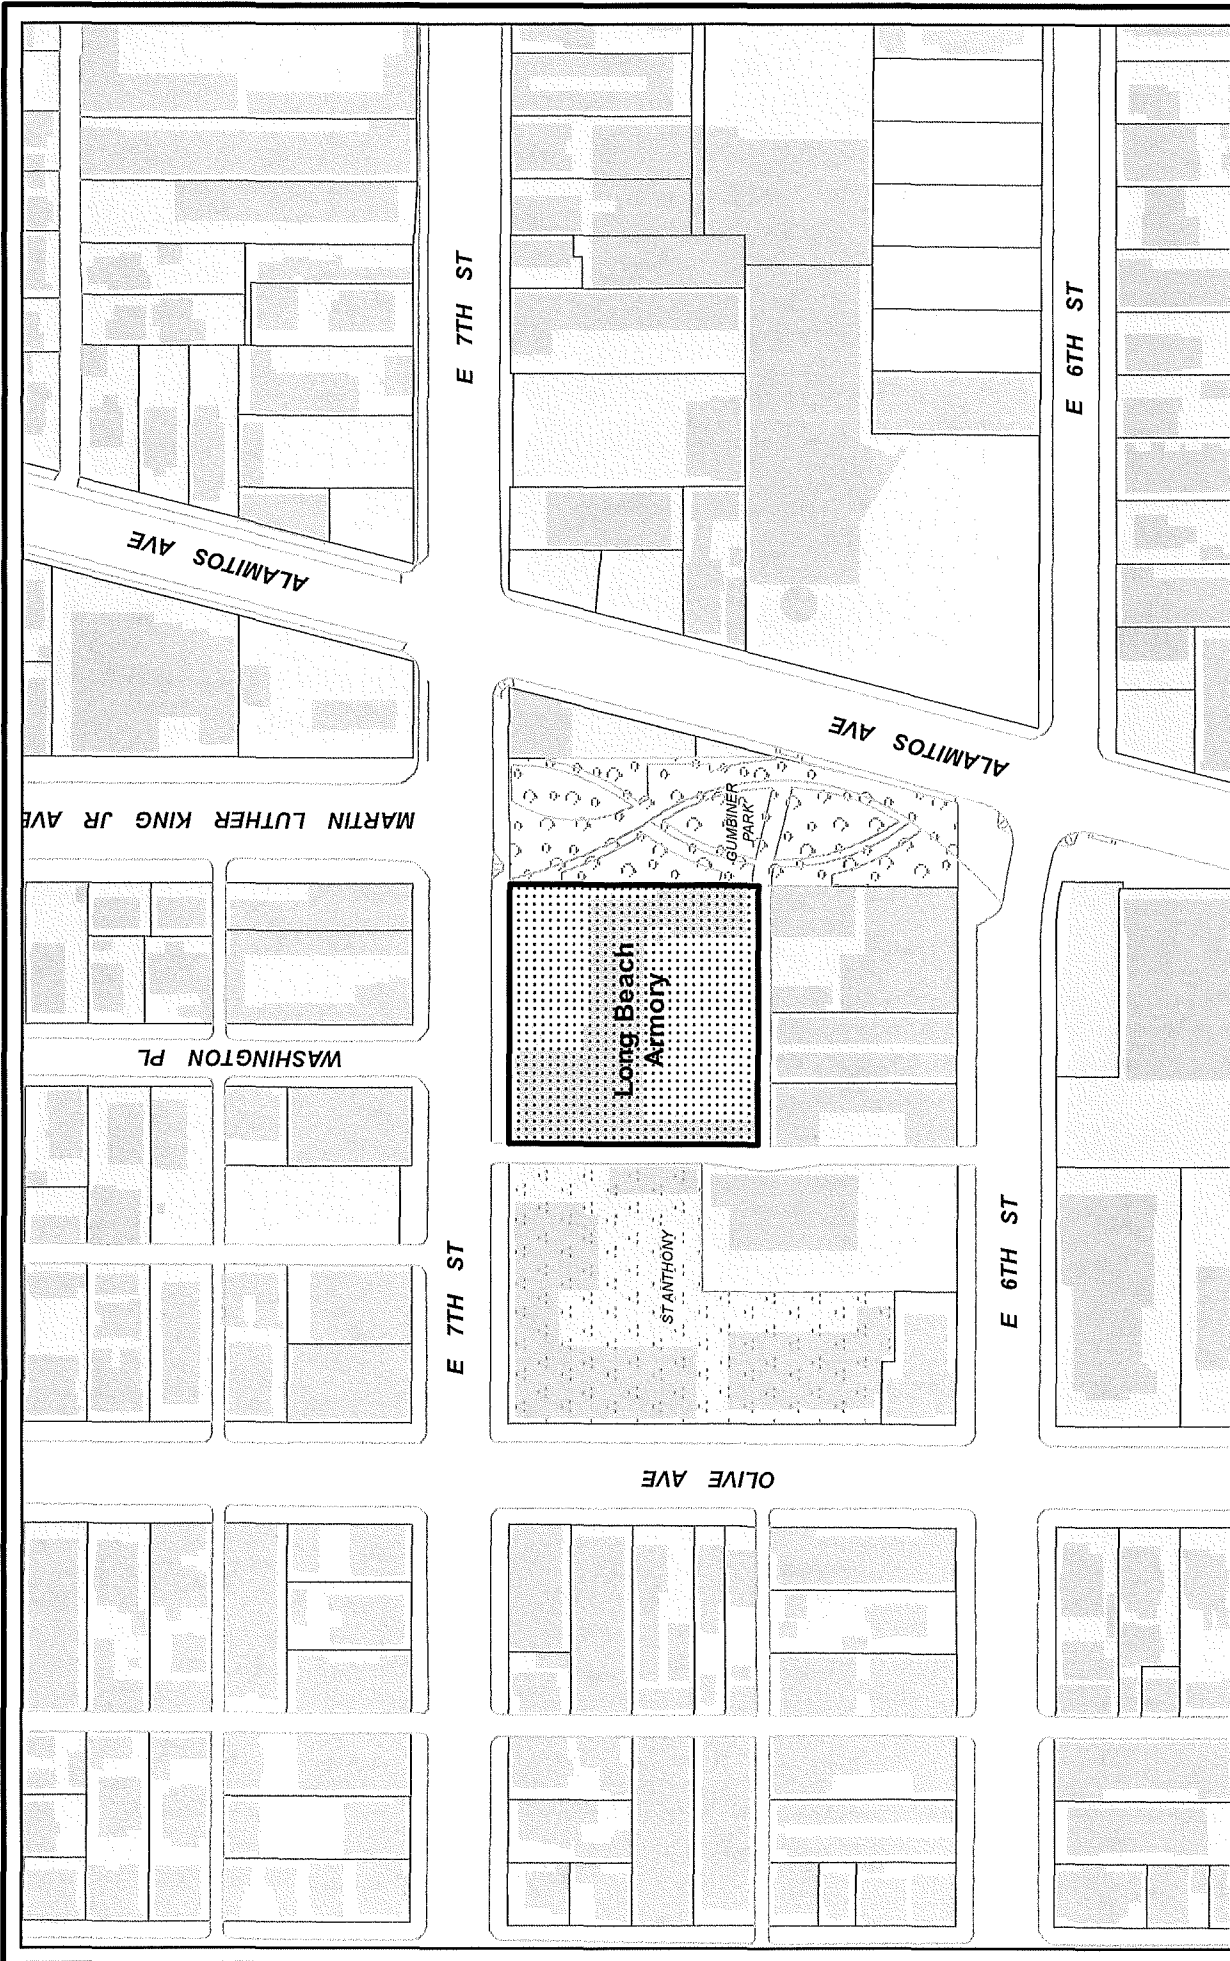 E 7TH ST
E 6TH ST
ALAMITOS AVE
ALAMITOS AVE
MARTIN LUTHER KING JR AVE
GUMBINER
PARK
Long Beach
Armory
WASHINGTON PL
E 7TH ST
ST ANTHONY
E 6TH ST
OLIVE AVE